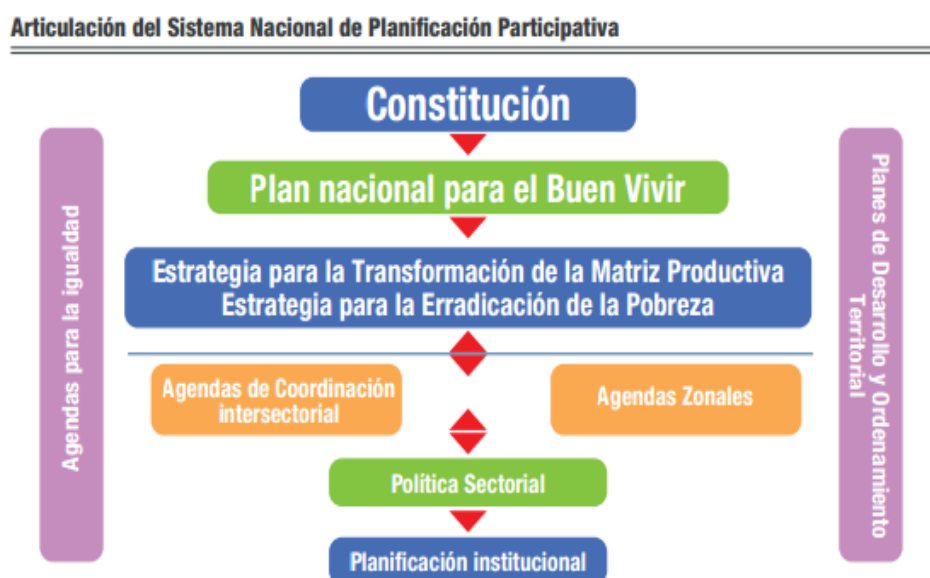 Articulación del Sistema Nacional de Planificación Participativa
Constitución
Plan nacional para el Buen Vivir
Estrategia para la Transformación de la Matriz Productiva
Estrategia para la Erradicación de la Pobreza
Agendas para la igualdad
Agendas de Coordinación
intersectorial
Agendas Zonales
Planes de Desarrollo y Ordenamiento
Territorial
Política Sectorial
Planificación institucional